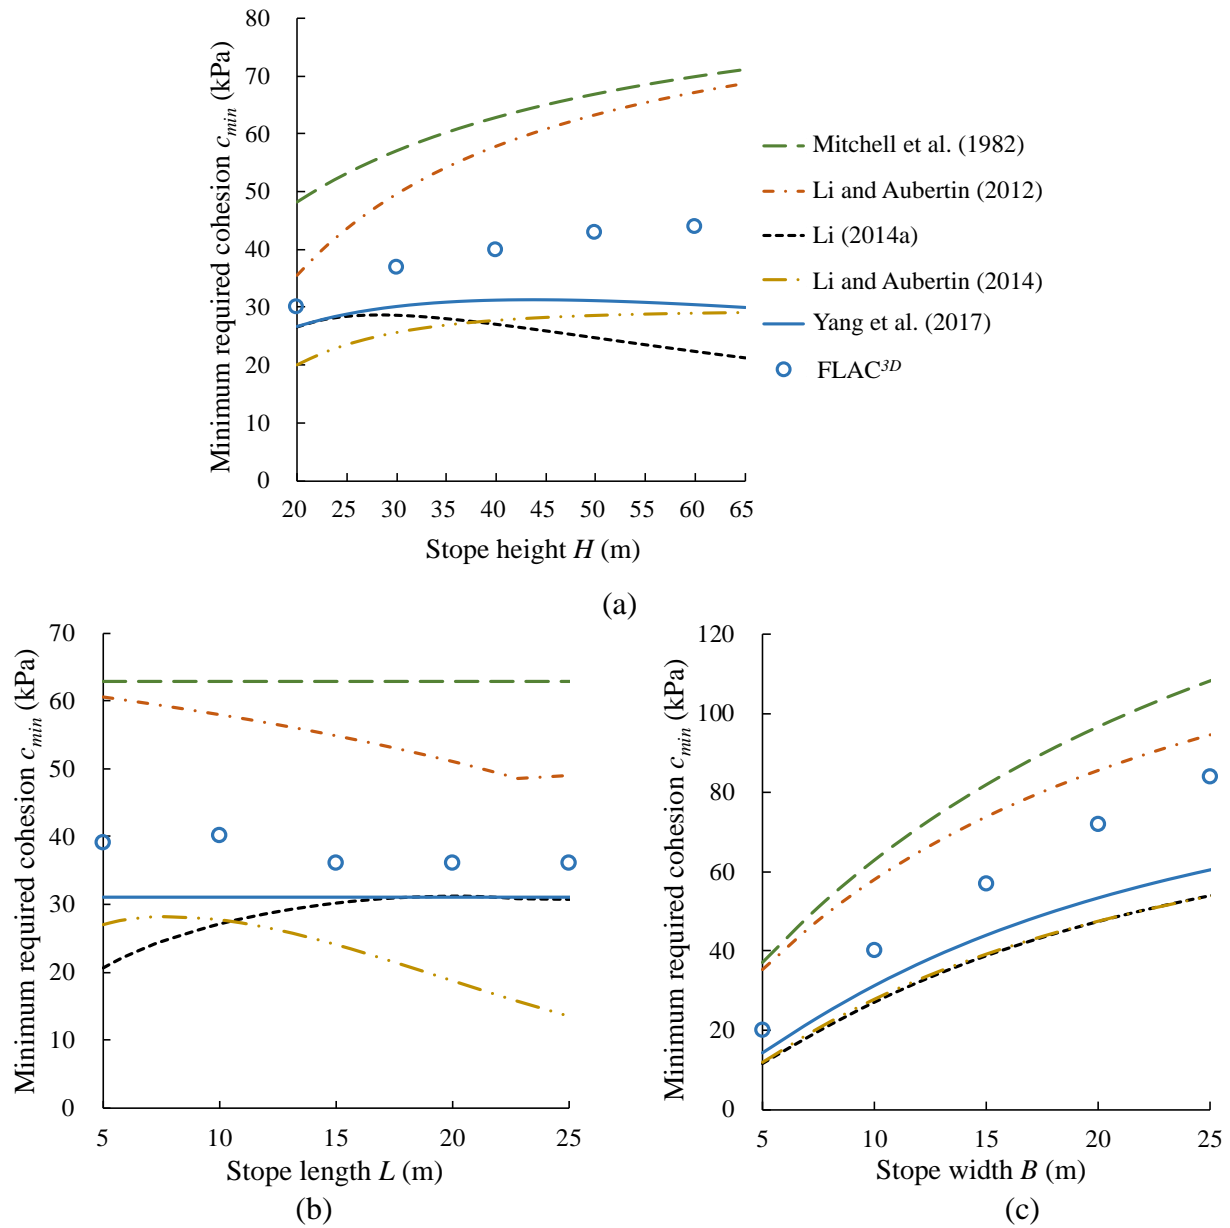 80
70
60
50
40
30
20
10
0
Minimum required cohesion c_min (kPa)
20 25 30 35 40 45 50 55 60 65
Stope height H (m)
Mitchell et al. (1982)
Li and Aubertin (2012)
Li (2014a)
Li and Aubertin (2014)
Yang et al. (2017)
FLAC3D
(a)
70
60
50
40
30
20
10
0
Minimum required cohesion c_min (kPa)
5 10 15 20 25
Stope length L (m)
(b)
120
100
80
60
40
20
0
Minimum required cohesion c_min (kPa)
5 10 15 20 25
Stope width B (m)
(c)